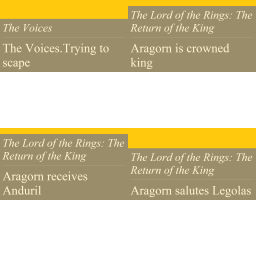 The Voices
The Voices.Trying to
scape
The Lord of the Rings: The
Return of the King
Aragorn is crowned
king
The Lord of the Rings: The
Return of the King
Aragorn receives
Anduril
The Lord of the Rings: The
Return of the King
Aragorn salutes Legolas